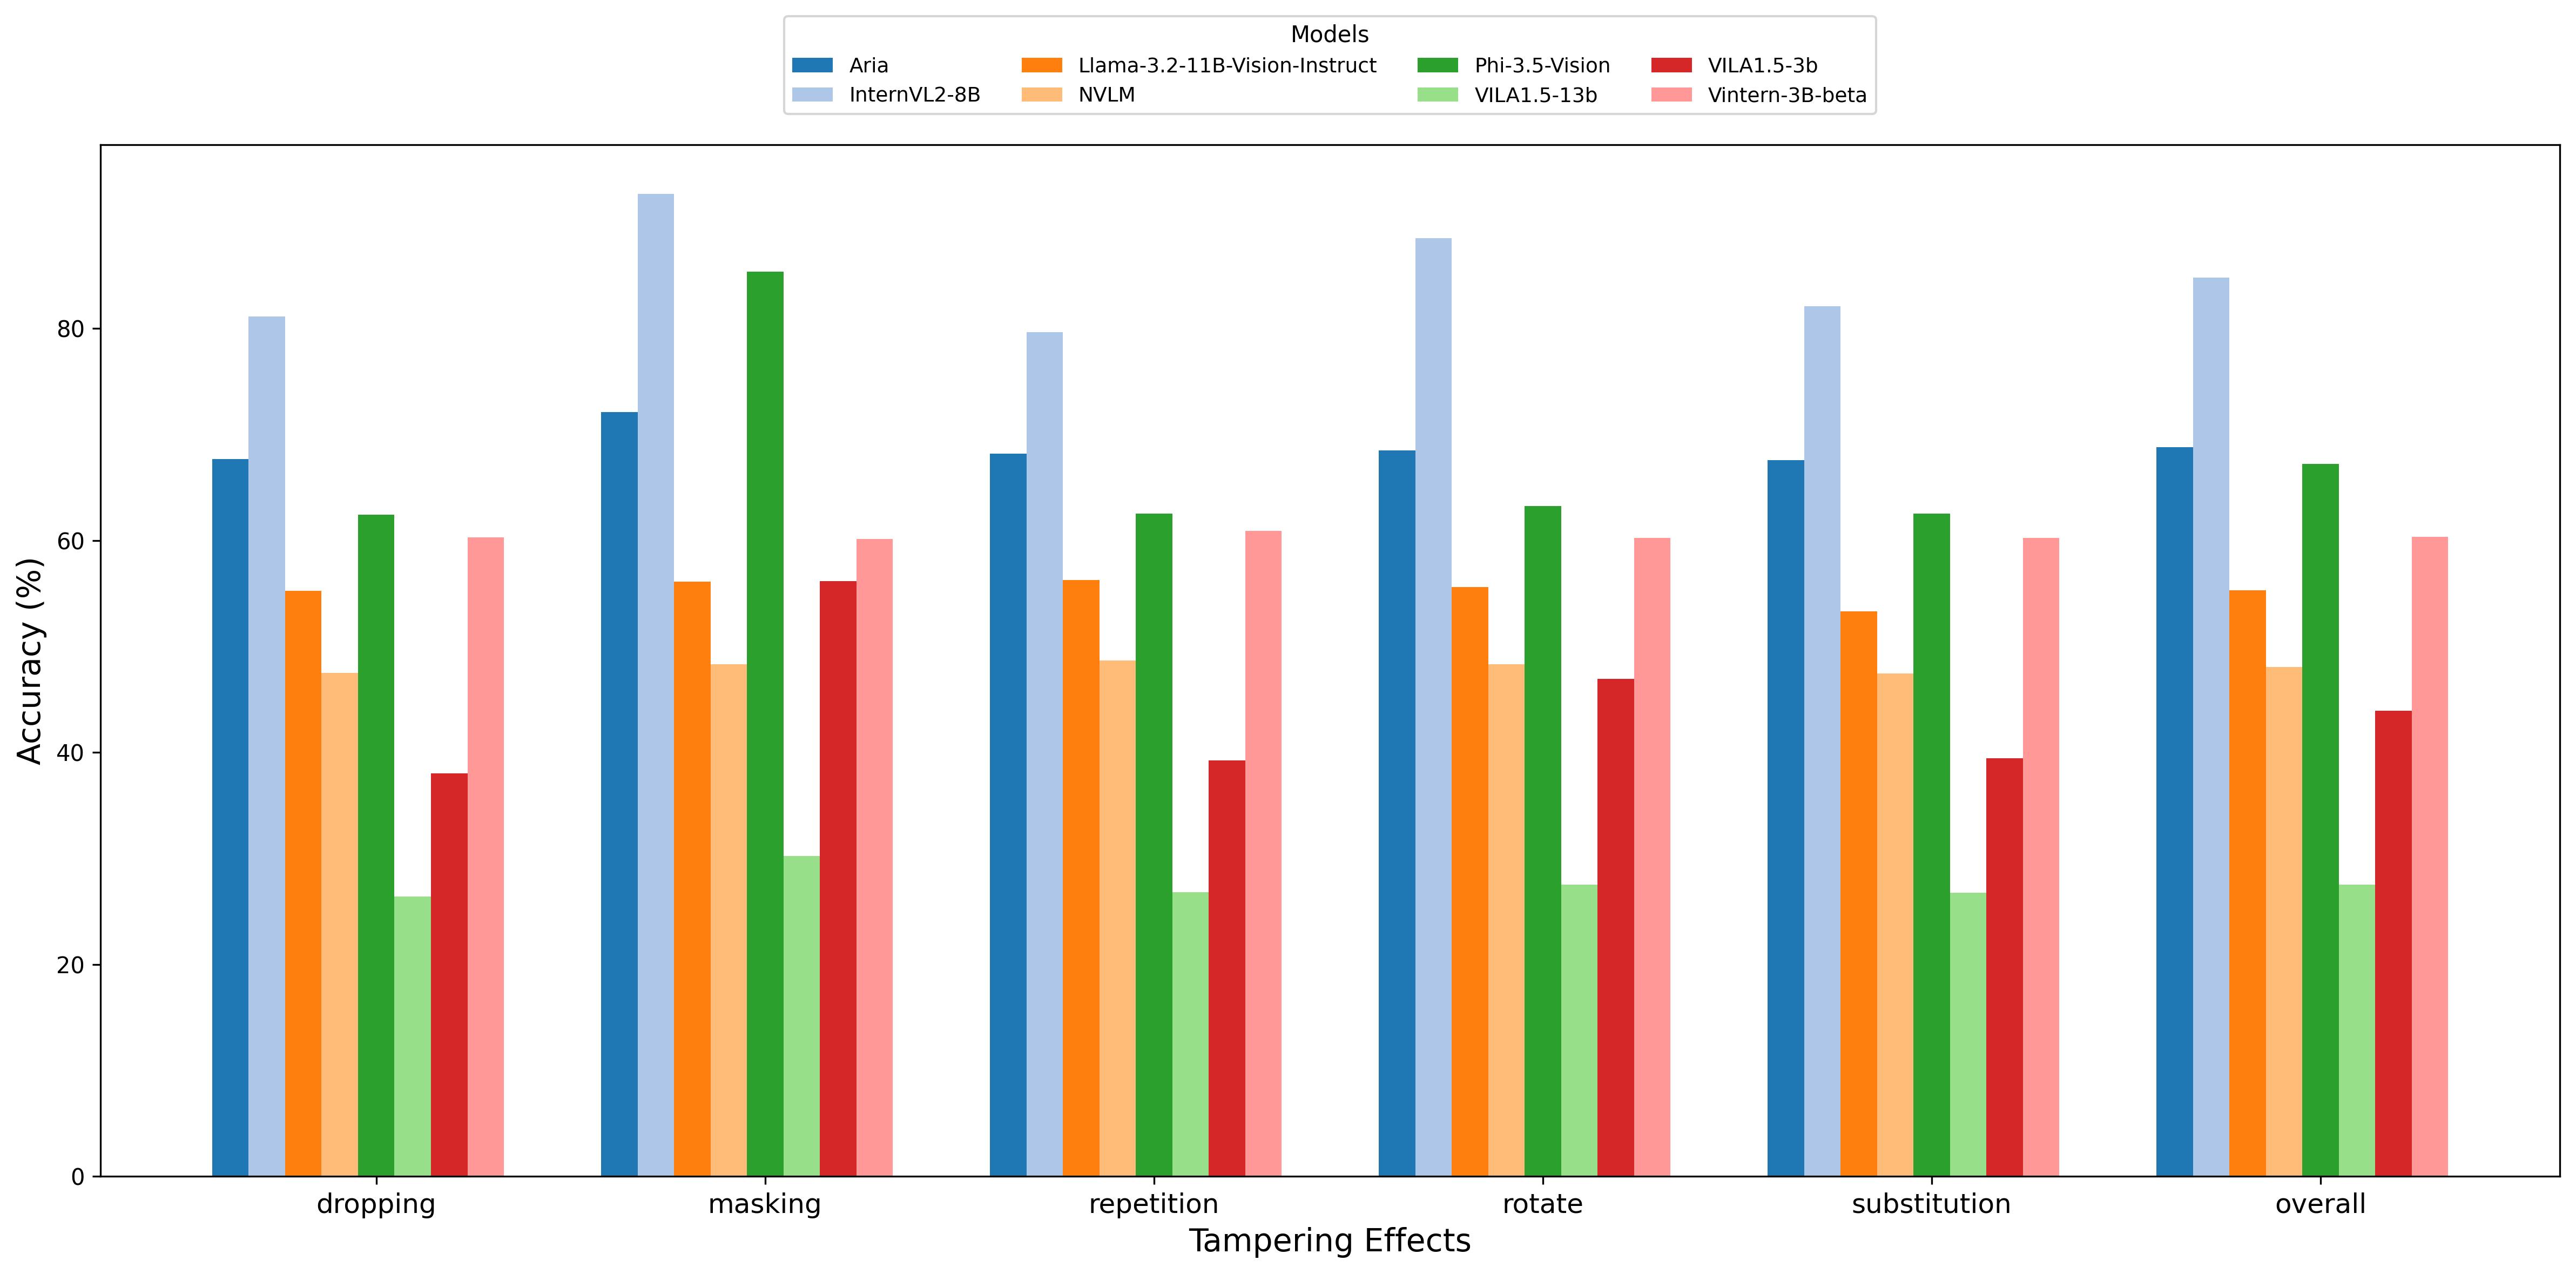 Models
Aria
InternVL2-8B
Llama-3.2-11B-Vision-Instruct
NVLM
Phi-3.5-Vision
VILA1.5-13b
VILA1.5-3b
Vintern-3B-beta
Accuracy (%)
80
60
40
20
0
dropping masking repetition rotate substitution overall
Tampering Effects